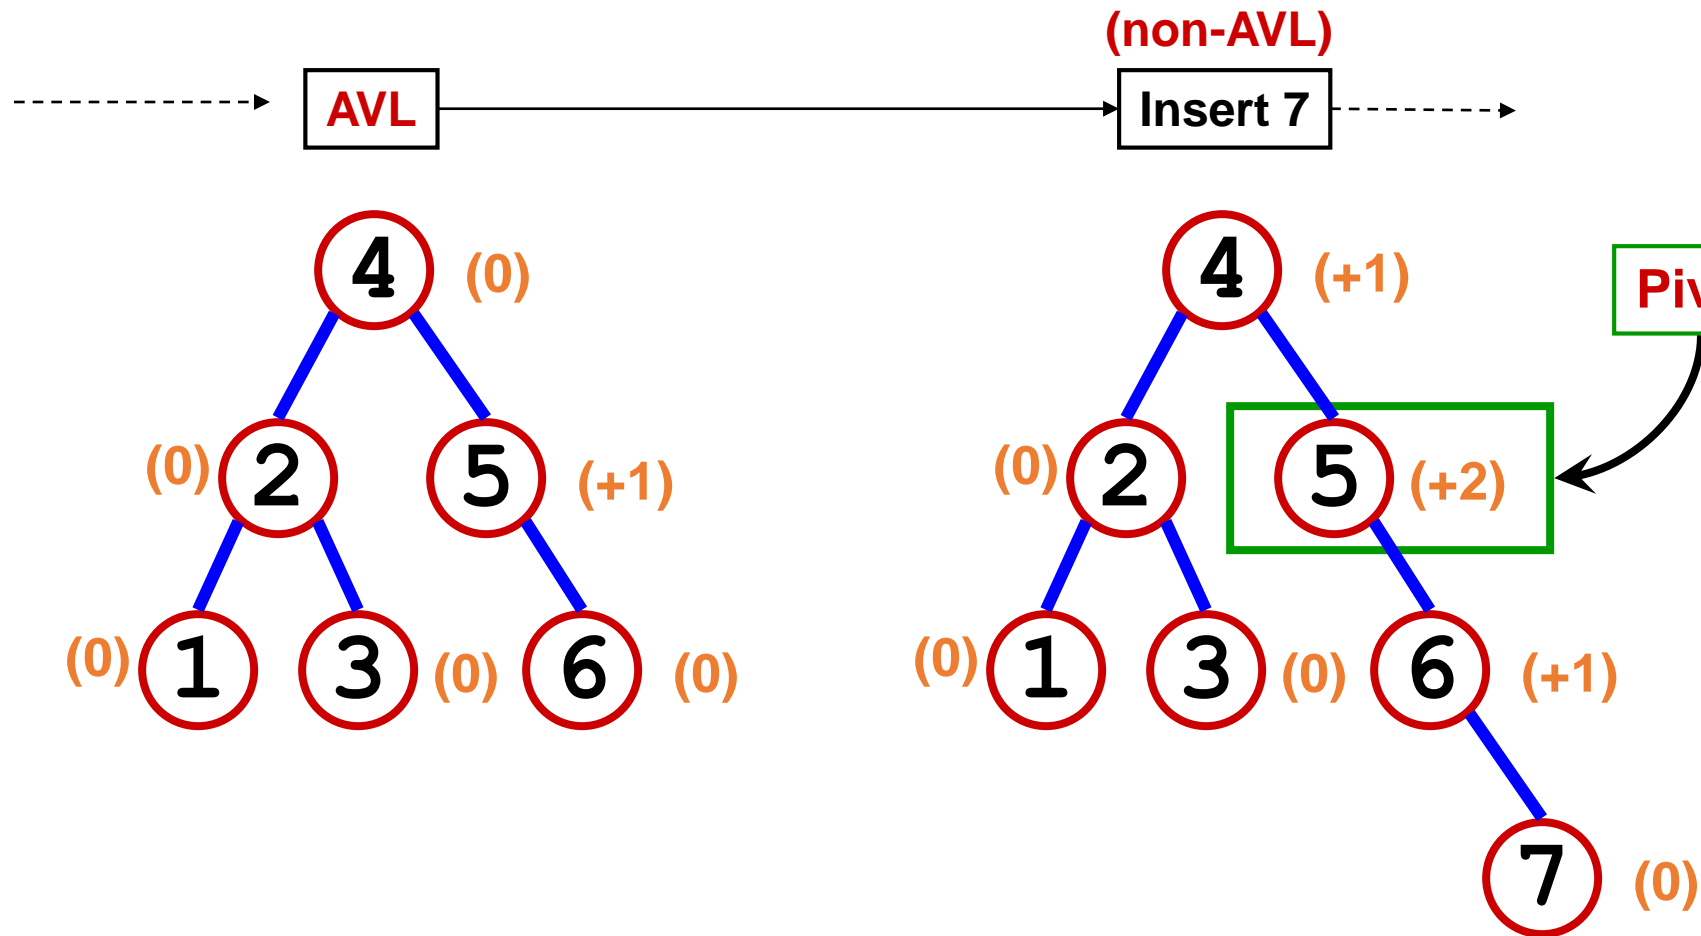 (non-AVL)
AVL
Insert 7
4 (0)
(0) 2 5 (+1)
(0) 1 3 (0) 6 (0)
4 (+1)
(0) 2 5 (+2)
(0) 1 3 (0) 6 (+1)
7 (0)